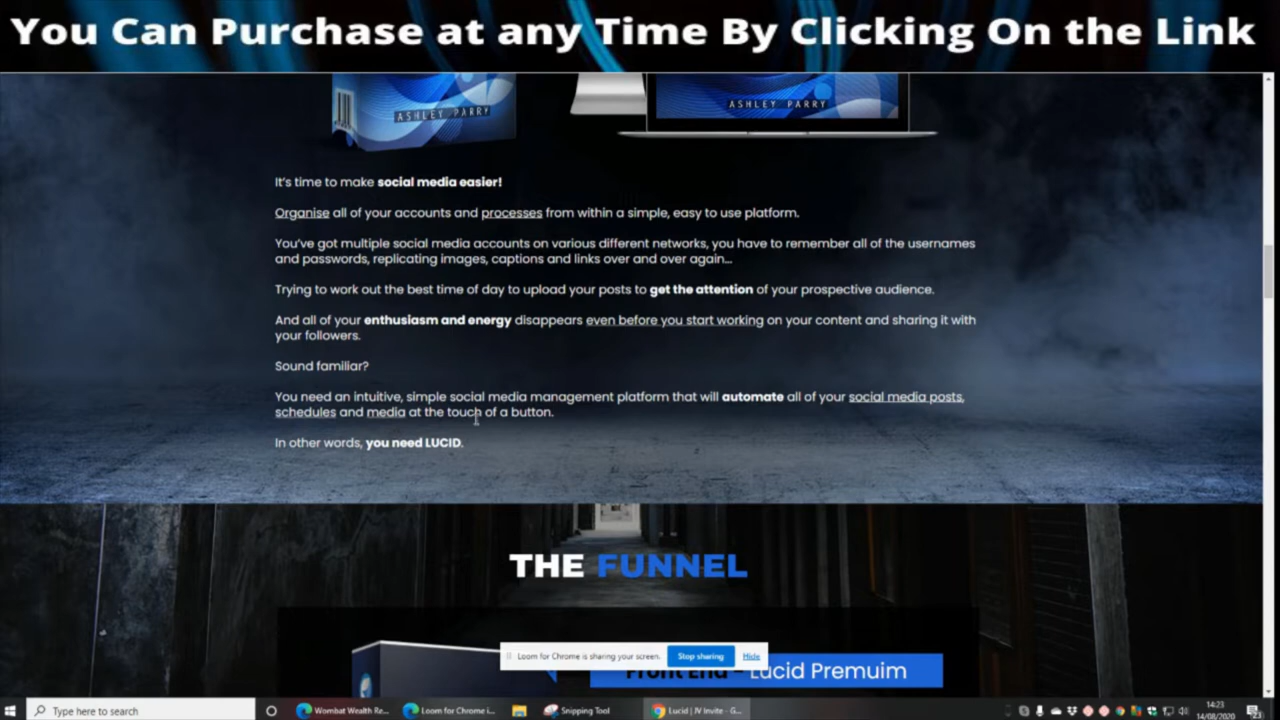 You Can Purchase at any Time By Clicking On the Link
ASHLEY PARRY
ASHLEY PARRY
It's time to make social media easier!
Organise all of your accounts and processes from within a simple, easy to use platform.
You've got multiple social media accounts on various different networks, you have to remember all of the usernames
and passwords, replicating images, captions and links over and over again...
Trying to work out the best time of day to upload your posts to get the attention of your prospective audience.
And all of your enthusiasm and energy disappears even before you start working on your content and sharing it with
your followers.
Sound familiar?
You need an intuitive, simple social media management platform that will automate all of your social media posts,
schedules and media at the touch of a button.
In other words, you need LUCID.
THE FUNNEL
Loom for Chrome is sharing your screen.
Stop sharing
Hide
Front End - Lucid Premuim
Type here to search
Wombat Wealth Re...
Loom for Chrome i...
Snipping Tool
Lucid | JV Invite - G...
14:23
14/08/2020
23